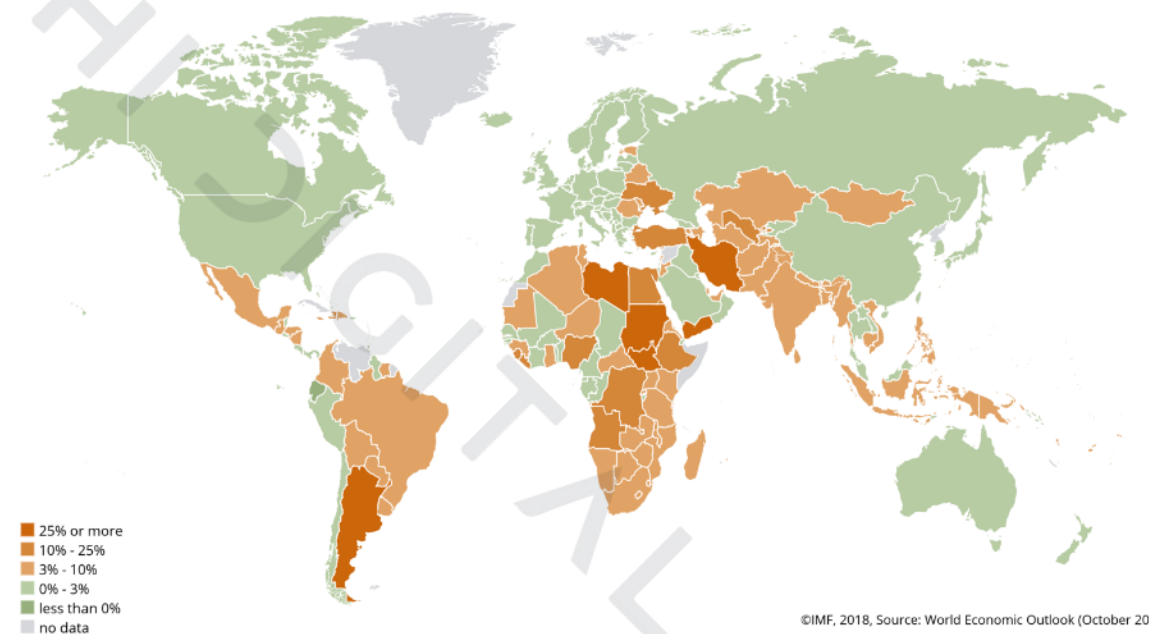 25% or more
10% - 25%
3% - 10%
0% - 3%
less than 0%
no data
©IMF, 2018, Source: World Economic Outlook (October 20